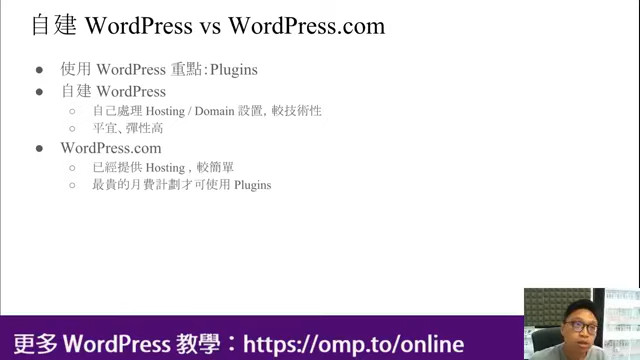 自建 WordPress vs WordPress.com
● 使用 WordPress 重點：Plugins
● 自建 WordPress
○ 自己處理 Hosting / Domain 設置，較技術性
○ 平宜、彈性高
● WordPress.com
○ 已經提供 Hosting，較簡單
○ 最貴的月費計劃才可使用 Plugins
更多 WordPress 教學：https://omp.to/online